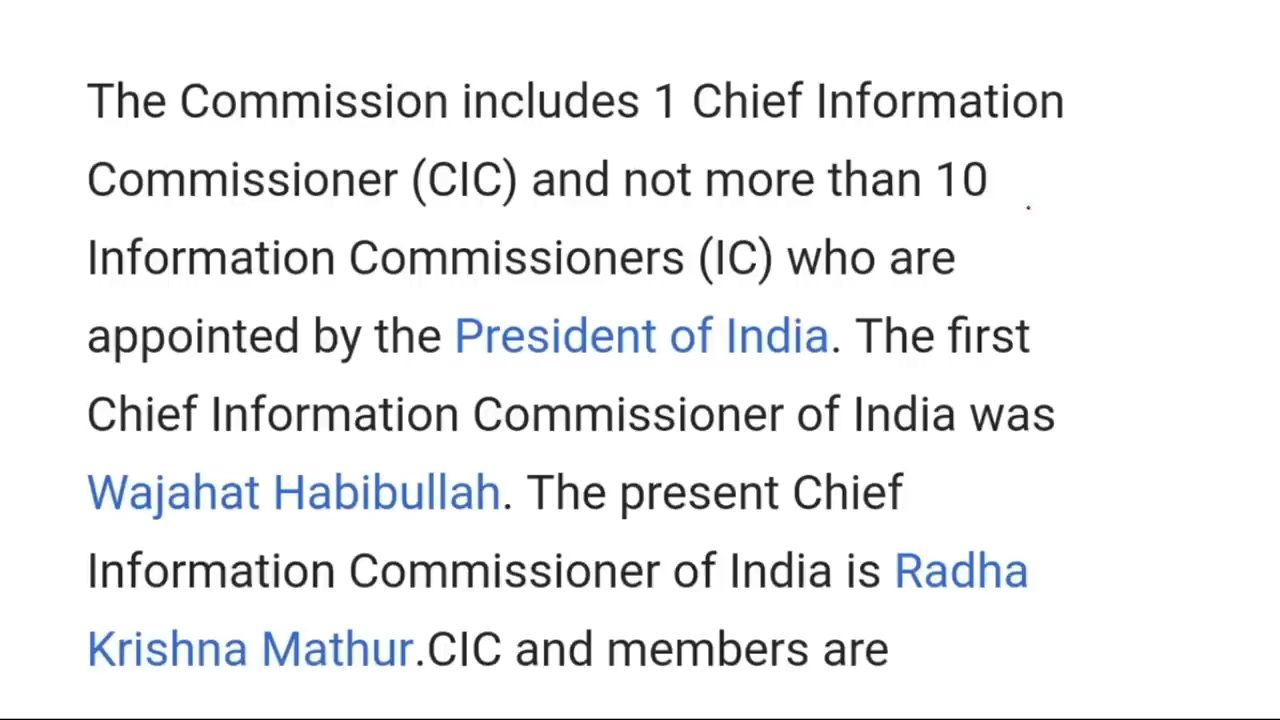 The Commission includes 1 Chief Information
Commissioner (CIC) and not more than 10
Information Commissioners (IC) who are
appointed by the President of India. The first
Chief Information Commissioner of India was
Wajahat Habibullah. The present Chief
Information Commissioner of India is Radha
Krishna Mathur.CIC and members are